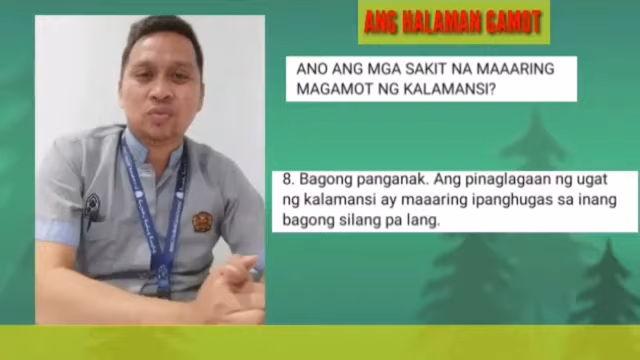 ANG HALAMAN GAMOT
ANO ANG MGA SAKIT NA MAAARING
MAGAMOT NG KALAMANSI?
8. Bagong panganak. Ang pinaglagaan ng ugat
ng kalamansi ay maaaring ipanghugas sa inang
bagong silang pa lang.